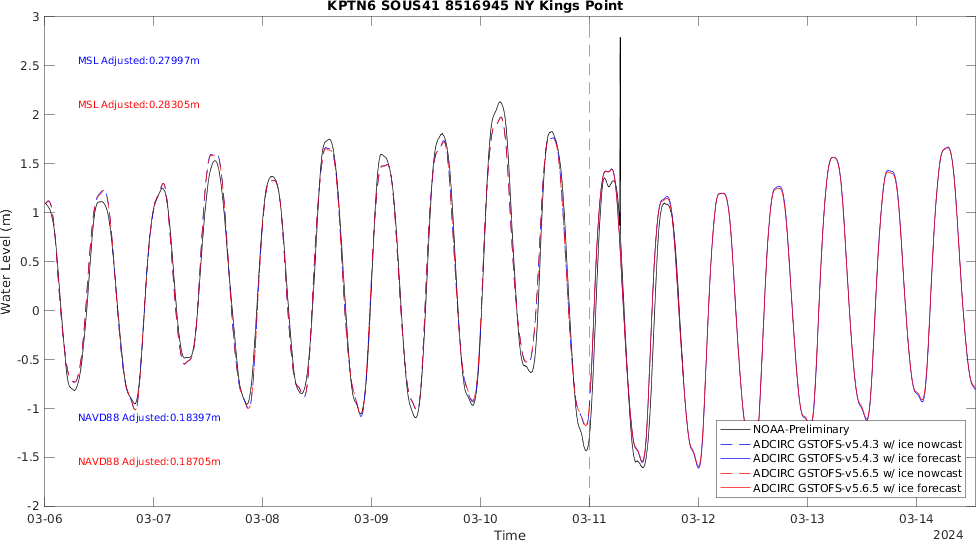 KPTN6 SOUS41 8516945 NY Kings Point
3
2.5
2
1.5
1
0.5
0
-0.5
-1
-1.5
-2
Water Level (m)
MSL Adjusted:0.27997m
MSL Adjusted:0.28305m
NAVD88 Adjusted:0.18397m
NAVD88 Adjusted:0.18705m
NOAA-Preliminary
ADCIRC GSTOFS-v5.4.3 w/ ice nowcast
ADCIRC GSTOFS-v5.4.3 w/ ice forecast
ADCIRC GSTOFS-v5.6.5 w/ ice nowcast
ADCIRC GSTOFS-v5.6.5 w/ ice forecast
03-06 03-07 03-08 03-09 03-10 03-11 03-12 03-13 03-14
Time
2024